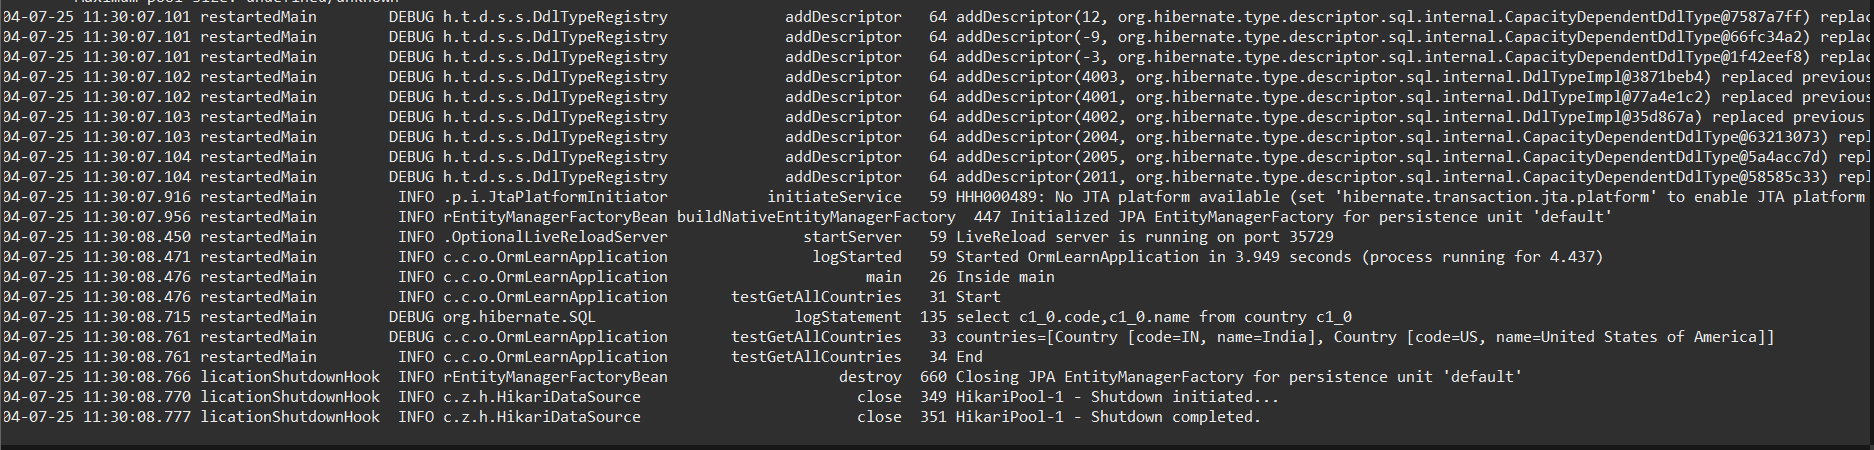 Maximum pool size: undefined/unknown
04-07-25 11:30:07.101 restartedMain DEBUG h.t.d.s.s.DdlTypeRegistry addDescriptor 64 addDescriptor(12, org.hibernate.type.descriptor.sql.internal.CapacityDependentDdlType@7587a7ff) replac
04-07-25 11:30:07.101 restartedMain DEBUG h.t.d.s.s.DdlTypeRegistry addDescriptor 64 addDescriptor(-9, org.hibernate.type.descriptor.sql.internal.CapacityDependentDdlType@66fc34a2) replac
04-07-25 11:30:07.101 restartedMain DEBUG h.t.d.s.s.DdlTypeRegistry addDescriptor 64 addDescriptor(-3, org.hibernate.type.descriptor.sql.internal.CapacityDependentDdlType@1f42eef8) replac
04-07-25 11:30:07.102 restartedMain DEBUG h.t.d.s.s.DdlTypeRegistry addDescriptor 64 addDescriptor(4003, org.hibernate.type.descriptor.sql.internal.DdlTypeImpl@3871beb4) replaced previous
04-07-25 11:30:07.102 restartedMain DEBUG h.t.d.s.s.DdlTypeRegistry addDescriptor 64 addDescriptor(4001, org.hibernate.type.descriptor.sql.internal.DdlTypeImpl@77a4e1c2) replaced previous
04-07-25 11:30:07.103 restartedMain DEBUG h.t.d.s.s.DdlTypeRegistry addDescriptor 64 addDescriptor(4002, org.hibernate.type.descriptor.sql.internal.DdlTypeImpl@35d867a) replaced previous
04-07-25 11:30:07.103 restartedMain DEBUG h.t.d.s.s.DdlTypeRegistry addDescriptor 64 addDescriptor(2004, org.hibernate.type.descriptor.sql.internal.CapacityDependentDdlType@63213073) repl
04-07-25 11:30:07.104 restartedMain DEBUG h.t.d.s.s.DdlTypeRegistry addDescriptor 64 addDescriptor(2005, org.hibernate.type.descriptor.sql.internal.CapacityDependentDdlType@5a4acc7d) repl
04-07-25 11:30:07.104 restartedMain DEBUG h.t.d.s.s.DdlTypeRegistry addDescriptor 64 addDescriptor(2011, org.hibernate.type.descriptor.sql.internal.CapacityDependentDdlType@58585c33) repl
04-07-25 11:30:07.916 restartedMain INFO .p.i.JtaPlatformInitiator initiateService 59 HHH000489: No JTA platform available (set 'hibernate.transaction.jta.platform' to enable JTA platform
04-07-25 11:30:07.956 restartedMain INFO rEntityManagerFactoryBean buildNativeEntityManagerFactory 447 Initialized JPA EntityManagerFactory for persistence unit 'default'
04-07-25 11:30:08.450 restartedMain INFO .OptionalLiveReloadServer startServer 59 LiveReload server is running on port 35729
04-07-25 11:30:08.471 restartedMain INFO c.c.o.OrmLearnApplication logStarted 59 Started OrmLearnApplication in 3.949 seconds (process running for 4.437)
04-07-25 11:30:08.476 restartedMain INFO c.c.o.OrmLearnApplication main 26 Inside main
04-07-25 11:30:08.476 restartedMain INFO c.c.o.OrmLearnApplication testGetAllCountries 31 Start
04-07-25 11:30:08.715 restartedMain DEBUG org.hibernate.SQL logStatement 135 select c1_0.code,c1_0.name from country c1_0
04-07-25 11:30:08.761 restartedMain DEBUG c.c.o.OrmLearnApplication testGetAllCountries 33 countries=[Country [code=IN, name=India], Country [code=US, name=United States of America]]
04-07-25 11:30:08.761 restartedMain INFO c.c.o.OrmLearnApplication testGetAllCountries 34 End
04-07-25 11:30:08.766 licationShutdownHook INFO rEntityManagerFactoryBean destroy 660 Closing JPA EntityManagerFactory for persistence unit 'default'
04-07-25 11:30:08.770 licationShutdownHook INFO c.z.h.HikariDataSource close 349 HikariPool-1 - Shutdown initiated...
04-07-25 11:30:08.777 licationShutdownHook INFO c.z.h.HikariDataSource close 351 HikariPool-1 - Shutdown completed.